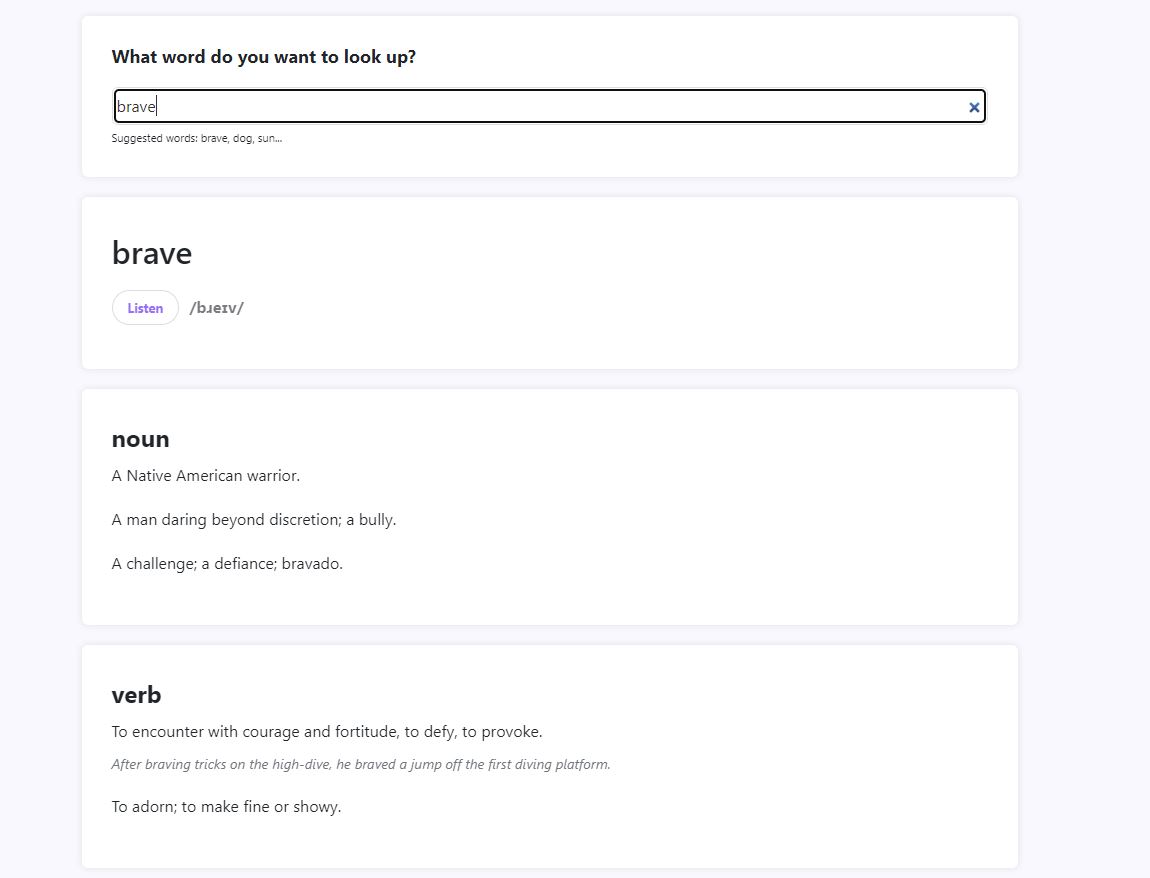 What word do you want to look up?
brave
Suggested words: brave, dog, sun...
brave
Listen /bɹeɪv/
noun
A Native American warrior.
A man daring beyond discretion; a bully.
A challenge; a defiance; bravado.
verb
To encounter with courage and fortitude, to defy, to provoke.
After braving tricks on the high-dive, he braved a jump off the first diving platform.
To adorn; to make fine or showy.